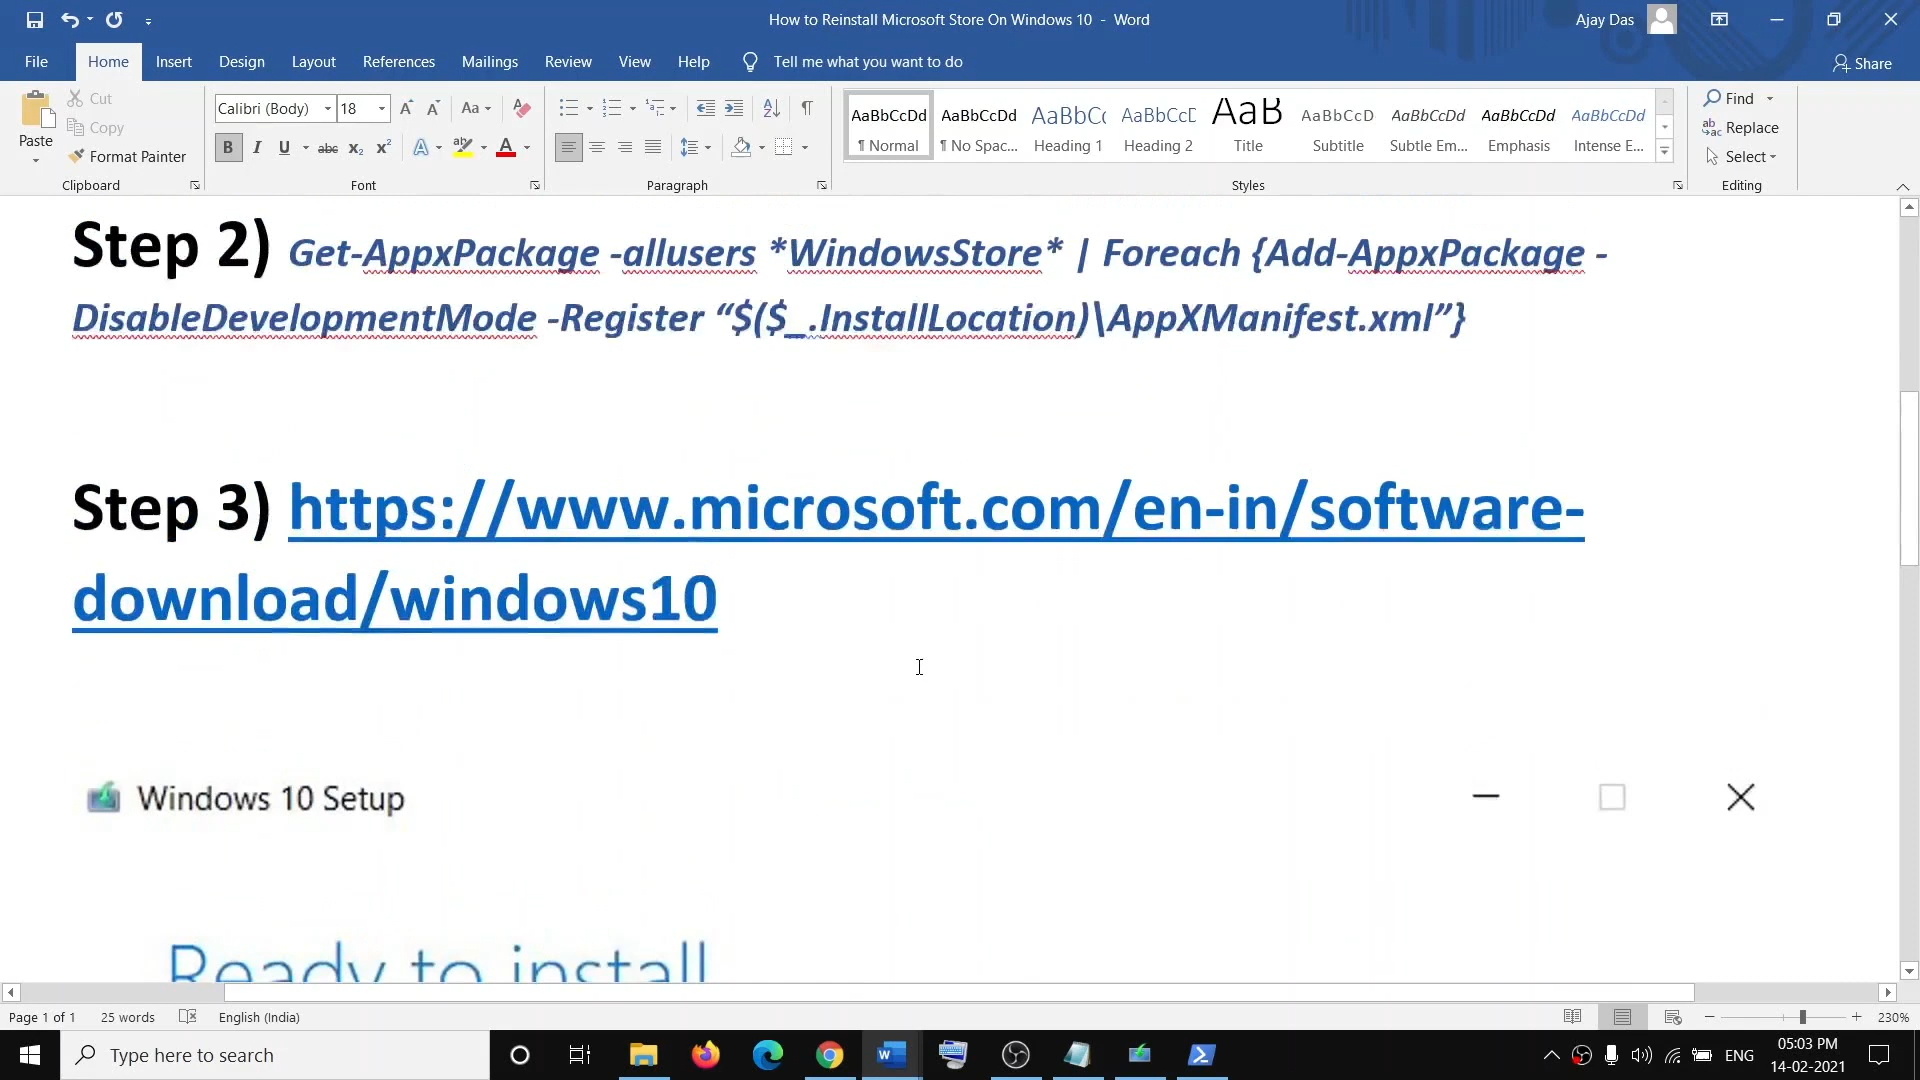 How to Reinstall Microsoft Store On Windows 10 - Word
Ajay Das
File Home Insert Design Layout References Mailings Review View Help Tell me what you want to do
Share
Paste
Cut
Copy
Format Painter
Clipboard
Calibri (Body) 18
Aa
B I U abc X₂ X²
A
Font
Paragraph
AaBbCcDd AaBbCcDd AaBbCc AaBbCcE AaB AaBbCcD AaBbCcDd AaBbCcDd AaBbCcDd
¶ Normal ¶ No Spac... Heading 1 Heading 2 Title Subtitle Subtle Em... Emphasis Intense E...
Styles
Find
Replace
Select
Editing
Step 2) Get-AppxPackage -allusers *WindowsStore* | Foreach {Add-AppxPackage -
DisableDevelopmentMode -Register “$($_.InstallLocation)\AppXManifest.xml”}
Step 3) https://www.microsoft.com/en-in/software-
download/windows10
Windows 10 Setup
Ready to install
Page 1 of 1 25 words English (India)
230%
Type here to search
ENG
05:03 PM
14-02-2021